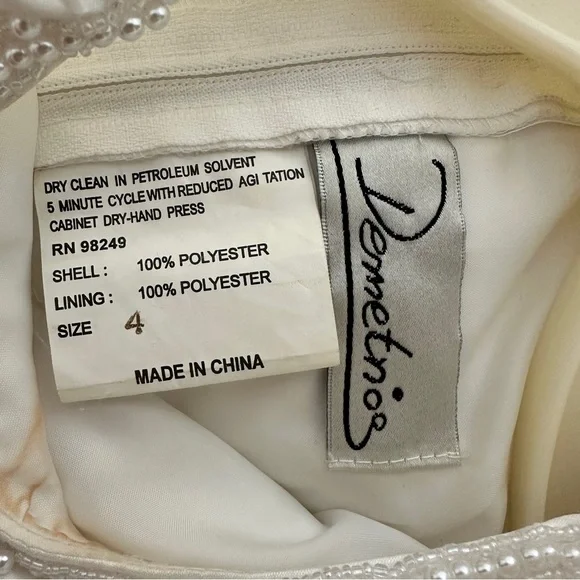 DRY CLEAN IN PETROLEUM SOLVENT
5 MINUTE CYCLE WITH REDUCED AGI TATION
CABINET DRY-HAND PRESS
RN 98249
SHELL : 100% POLYESTER
LINING : 100% POLYESTER
SIZE 4
MADE IN CHINA
Demetrios